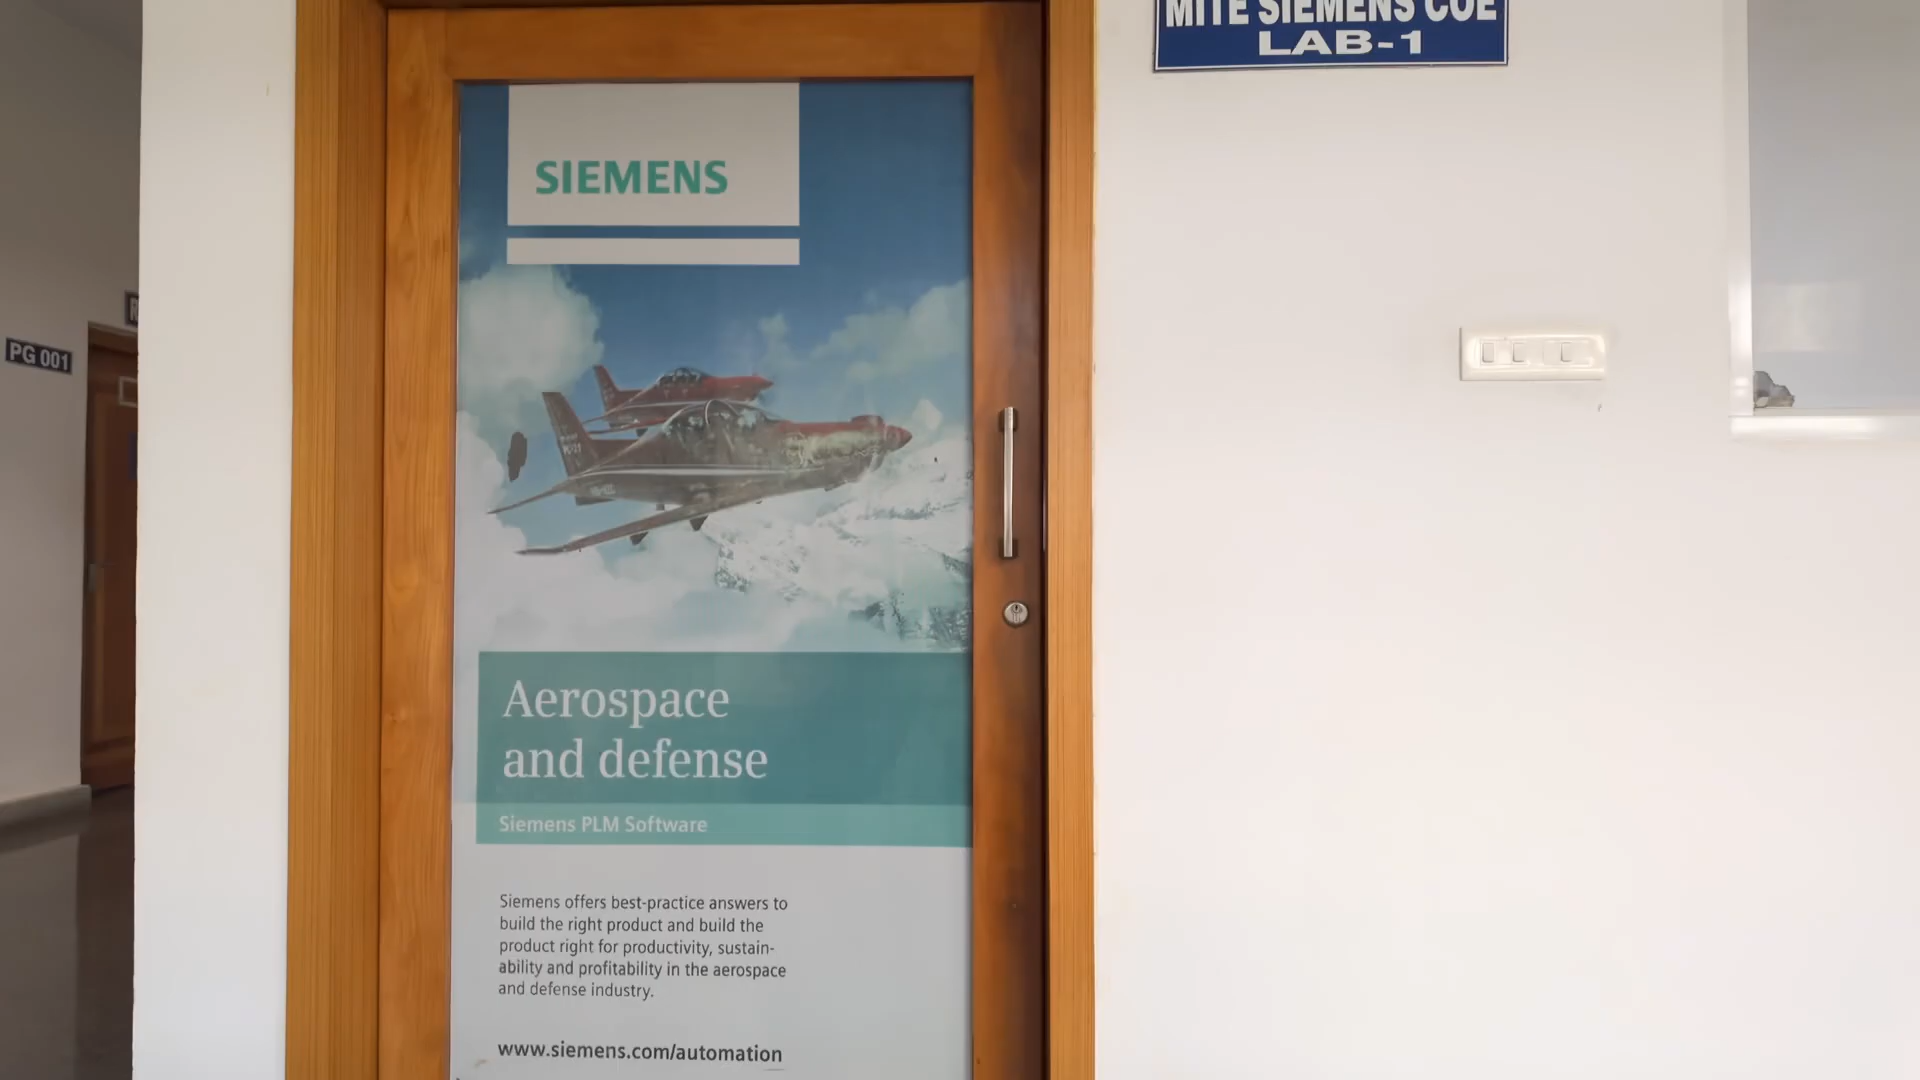 MITE SIEMENS COE
LAB-1
SIEMENS
PG 001
Aerospace
and defense
Siemens PLM Software
Siemens offers best-practice answers to
build the right product and build the
product right for productivity, sustain-
ability and profitability in the aerospace
and defense industry.
www.siemens.com/automation